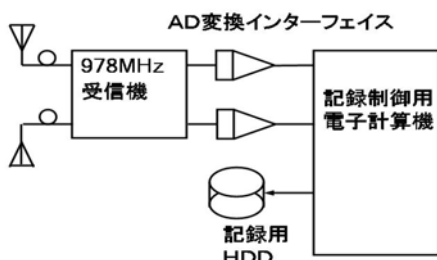 AD変換インターフェイス
978MHz
受信機
記録制御用
電子計算機
記録用
HDD